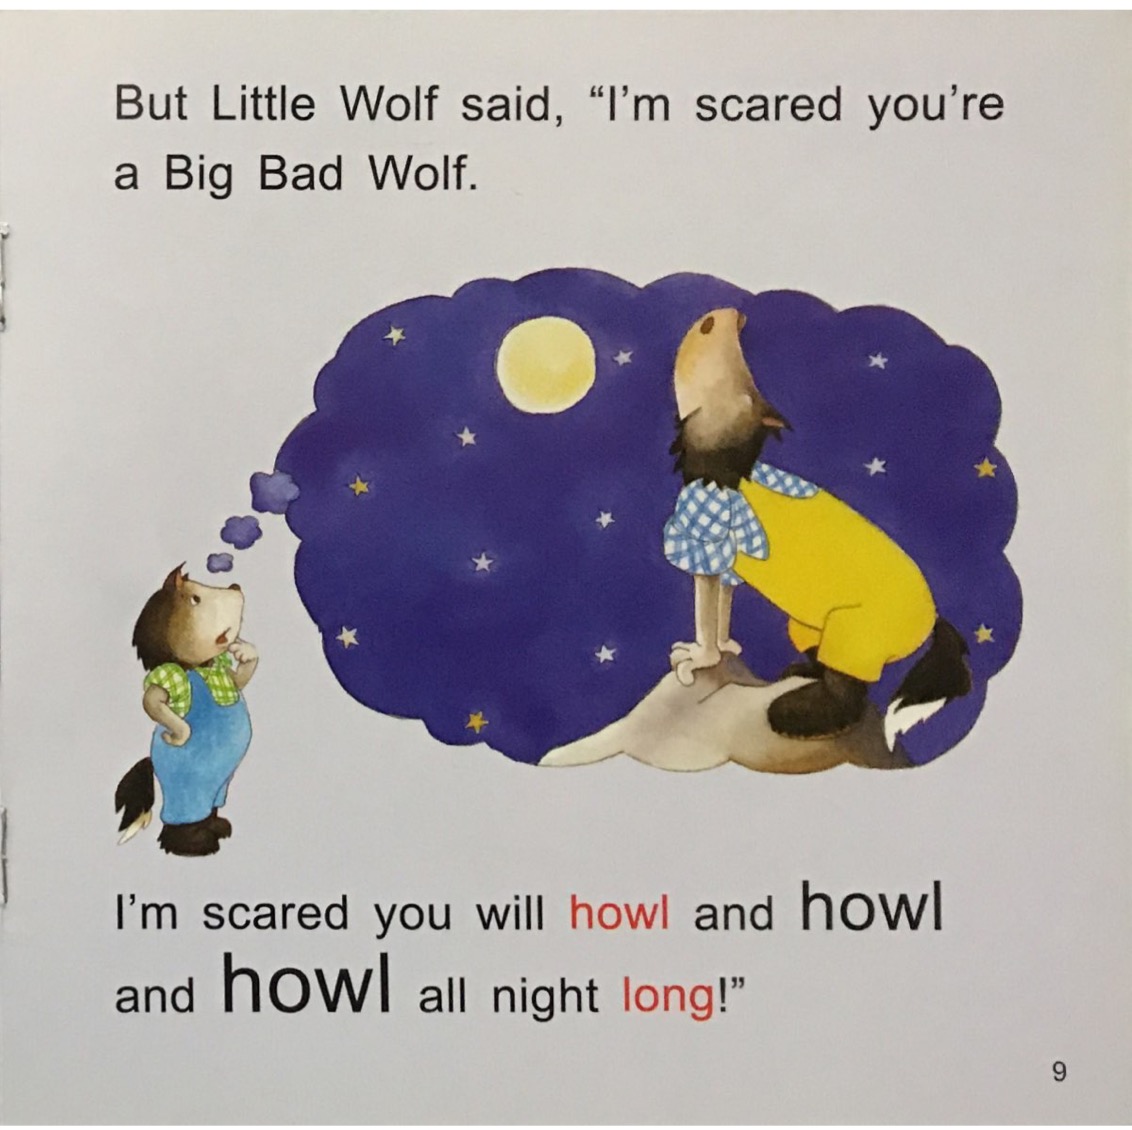 But Little Wolf said, “I’m scared you’re
a Big Bad Wolf.
I’m scared you will howl and howl
and howl all night long!”
9